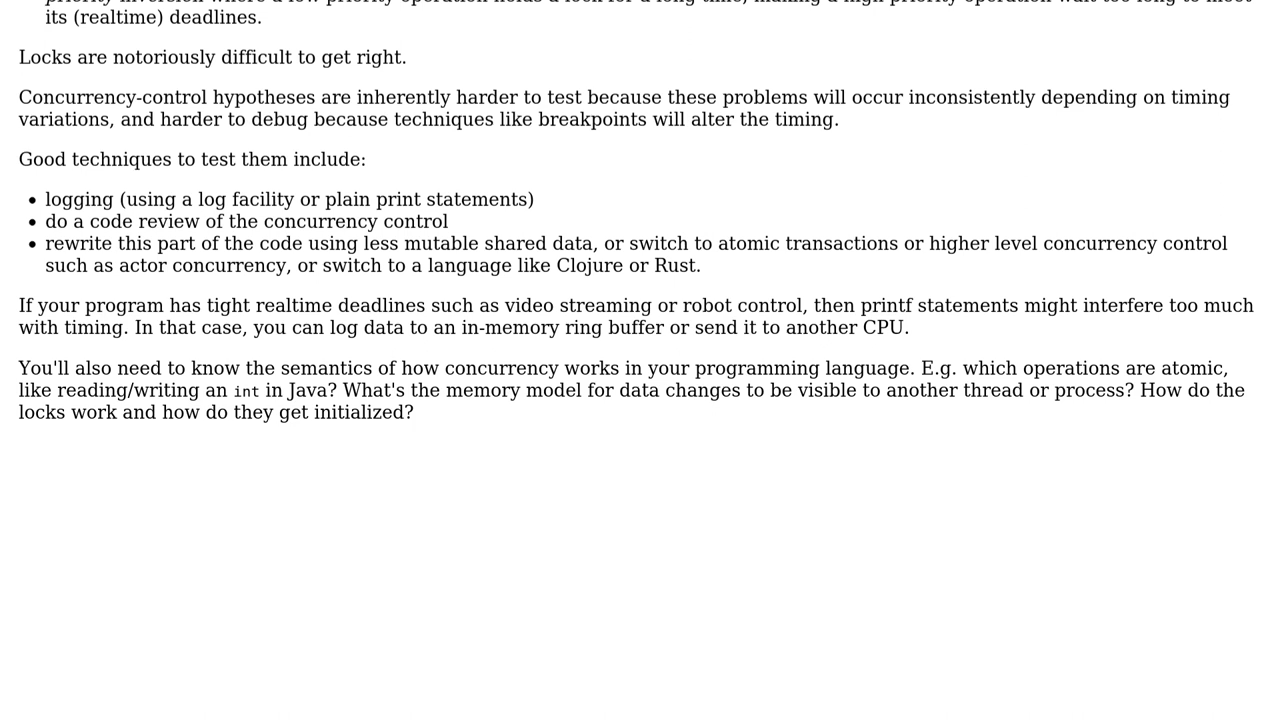 its (realtime) deadlines.
Locks are notoriously difficult to get right.
Concurrency-control hypotheses are inherently harder to test because these problems will occur inconsistently depending on timing
variations, and harder to debug because techniques like breakpoints will alter the timing.
Good techniques to test them include:
• logging (using a log facility or plain print statements)
• do a code review of the concurrency control
• rewrite this part of the code using less mutable shared data, or switch to atomic transactions or higher level concurrency control
such as actor concurrency, or switch to a language like Clojure or Rust.
If your program has tight realtime deadlines such as video streaming or robot control, then printf statements might interfere too much
with timing. In that case, you can log data to an in-memory ring buffer or send it to another CPU.
You'll also need to know the semantics of how concurrency works in your programming language. E.g. which operations are atomic,
like reading/writing an int in Java? What's the memory model for data changes to be visible to another thread or process? How do the
locks work and how do they get initialized?